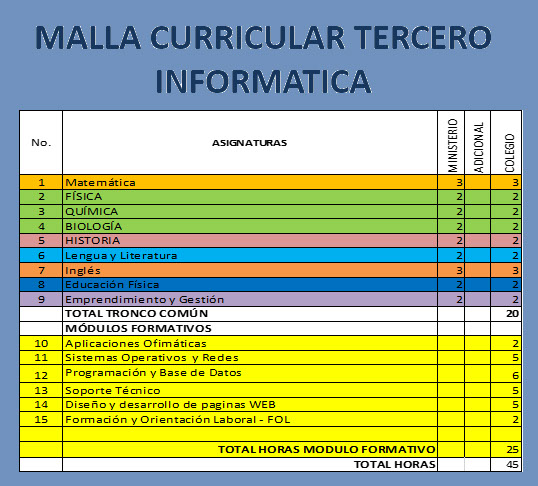 MALLA CURRICULAR TERCERO
INFORMATICA
No. ASIGNATURAS MINISTERIO ADICIONAL COLEGIO
1 Matemática 3 3
2 FÍSICA 2 2
3 QUÍMICA 2 2
4 BIOLOGÍA 2 2
5 HISTORIA 2 2
6 Lengua y Literatura 2 2
7 Inglés 3 3
8 Educación Física 2 2
9 Emprendimiento y Gestión 2 2
TOTAL TRONCO COMÚN 20
MÓDULOS FORMATIVOS
10 Aplicaciones Ofimáticas 2
11 Sistemas Operativos y Redes 5
12 Programación y Base de Datos 6
13 Soporte Técnico 5
14 Diseño y desarrollo de paginas WEB 5
15 Formación y Orientación Laboral - FOL 2
TOTAL HORAS MODULO FORMATIVO 25
TOTAL HORAS 45